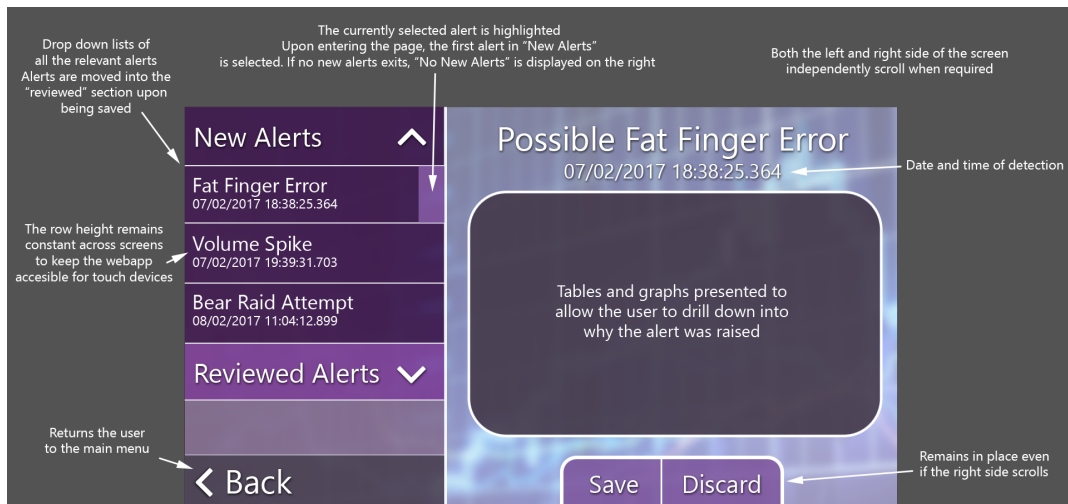 Drop down lists of
all the relevant alerts
Alerts are moved into the
"reviewed" section upon
being saved
The currently selected alert is highlighted
Upon entering the page, the first alert in "New Alerts"
is selected. If no new alerts exits, "No New Alerts" is displayed on the right
Both the left and right side of the screen
independently scroll when required
New Alerts
Fat Finger Error
07/02/2017 18:38:25.364
Volume Spike
07/02/2017 19:39:31.703
Bear Raid Attempt
08/02/2017 11:04:12.899
Reviewed Alerts
Back
The row height remains
constant across screens
to keep the webapp
accesible for touch devices
Returns the user
to the main menu
Possible Fat Finger Error
07/02/2017 18:38:25.364
Date and time of detection
Tables and graphs presented to
allow the user to drill down into
why the alert was raised
Save
Discard
Remains in place even
if the right side scrolls